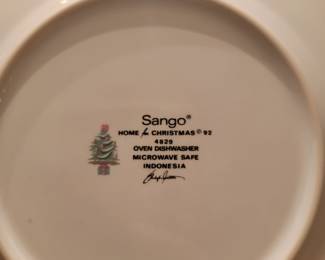 Sango®
HOME for CHRISTMAS © 92
4829
OVEN DISHWASHER
MICROWAVE SAFE
INDONESIA